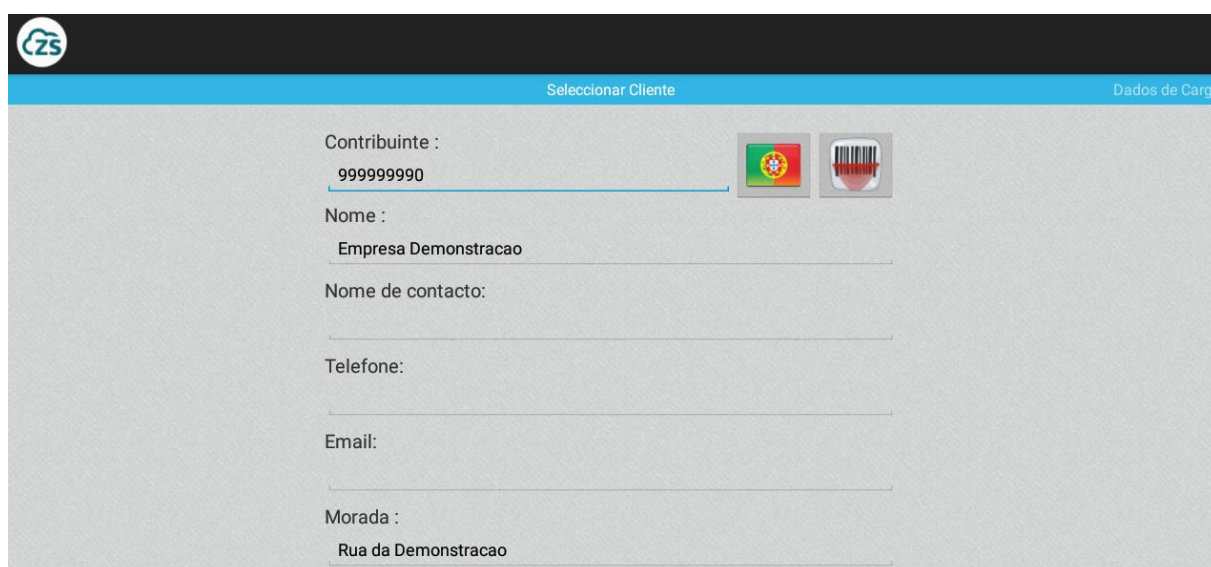 ZS
Seleccionar Cliente
Dados de Carg
Contribuinte :
999999990
Nome :
Empresa Demonstracao
Nome de contacto:
Telefone:
Email:
Morada :
Rua da Demonstracao